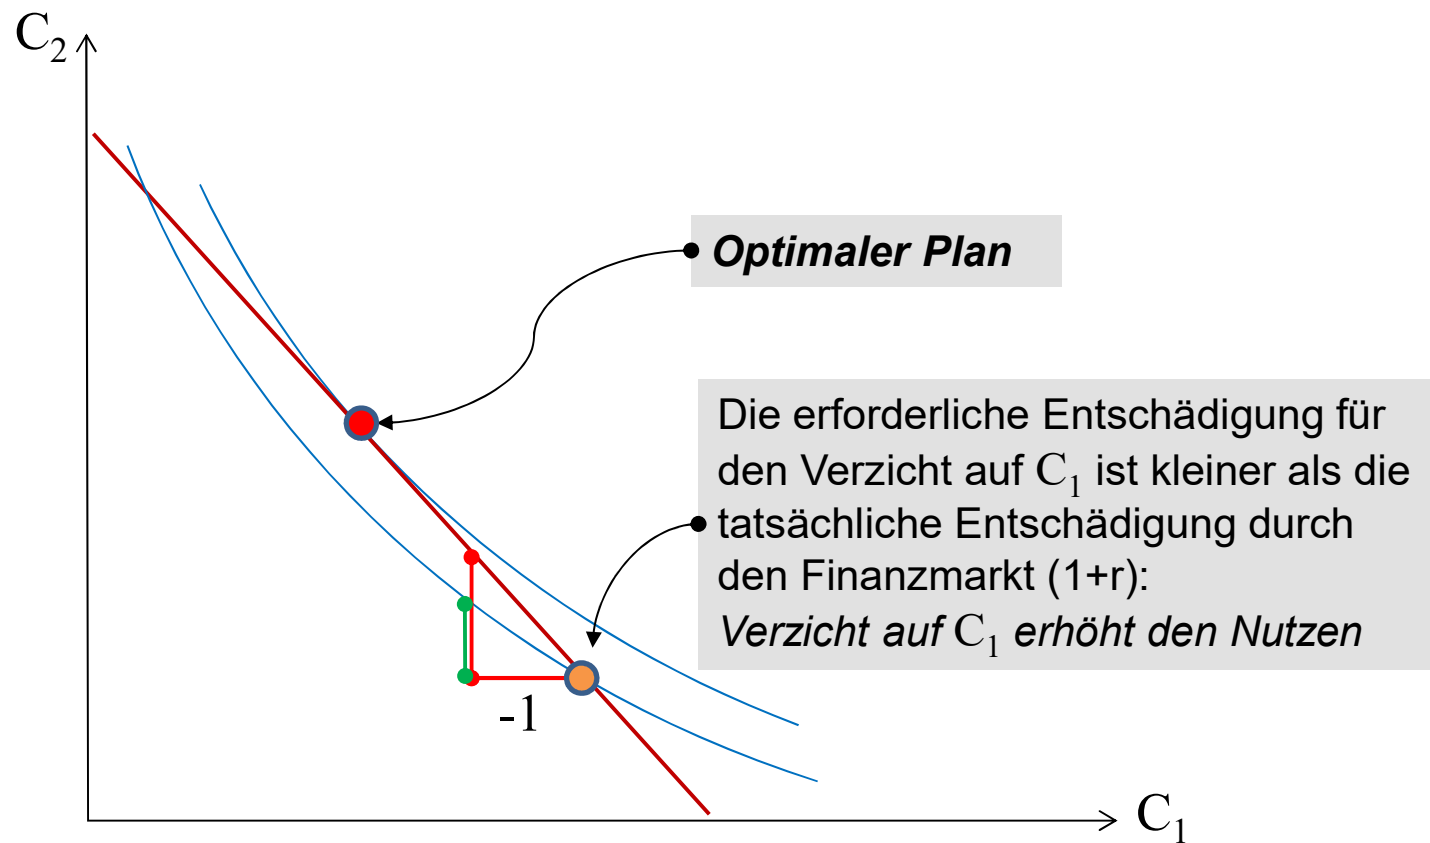 C₂
Optimaler Plan
Die erforderliche Entschädigung für
den Verzicht auf C₁ ist kleiner als die
tatsächliche Entschädigung durch
den Finanzmarkt (1+r):
Verzicht auf C₁ erhöht den Nutzen
-1
C₁